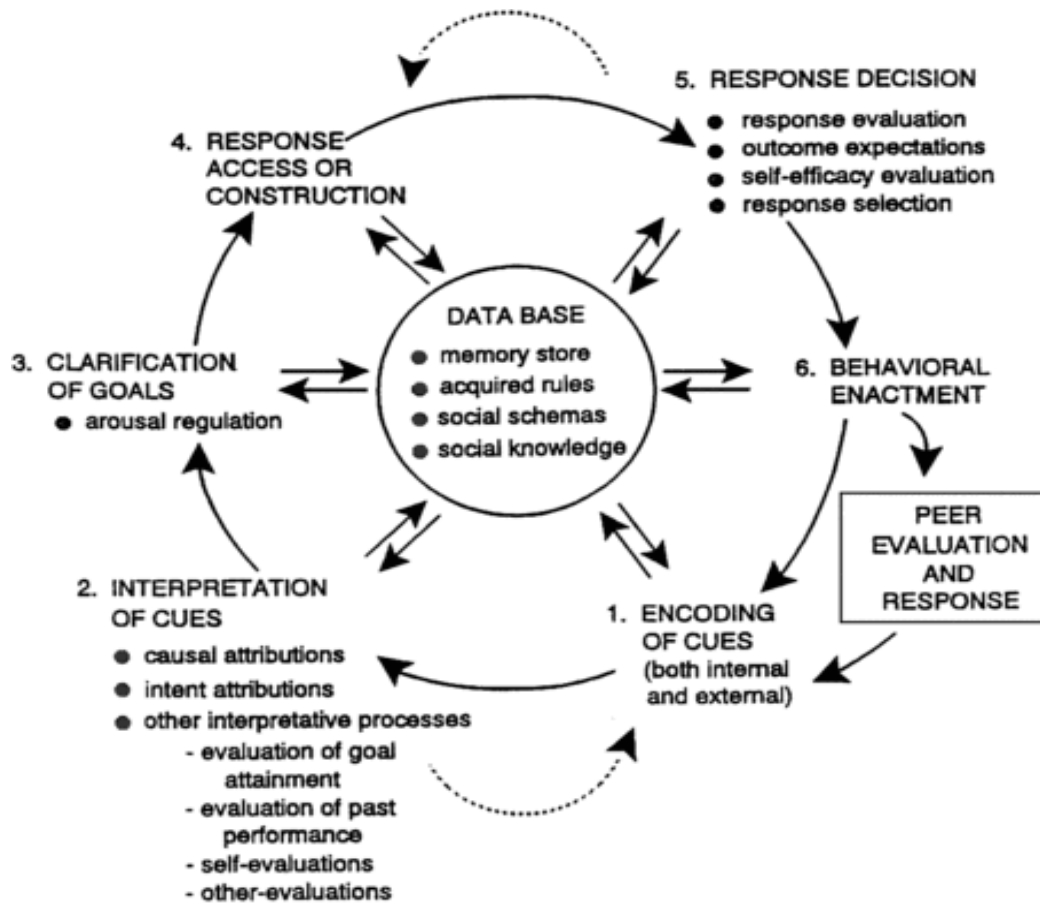 4. RESPONSE
ACCESS OR
CONSTRUCTION
5. RESPONSE DECISION
● response evaluation
● outcome expectations
● self-efficacy evaluation
● response selection
DATA BASE
● memory store
● acquired rules
● social schemas
● social knowledge
3. CLARIFICATION
OF GOALS
● arousal regulation
6. BEHAVIORAL
ENACTMENT
PEER
EVALUATION
AND
RESPONSE
2. INTERPRETATION
OF CUES
● causal attributions
● intent attributions
● other interpretative processes
- evaluation of goal
attainment
- evaluation of past
performance
- self-evaluations
- other-evaluations
1. ENCODING
OF CUES
(both internal
and external)